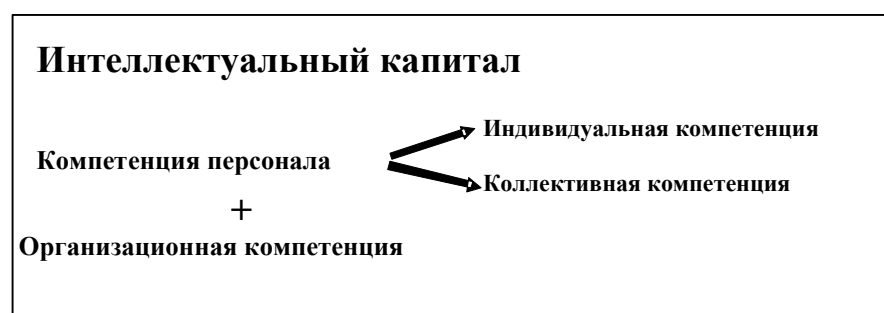 Интеллектуальный капитал
Индивидуальная компетенция
Компетенция персонала
Коллективная компетенция
+
Организационная компетенция